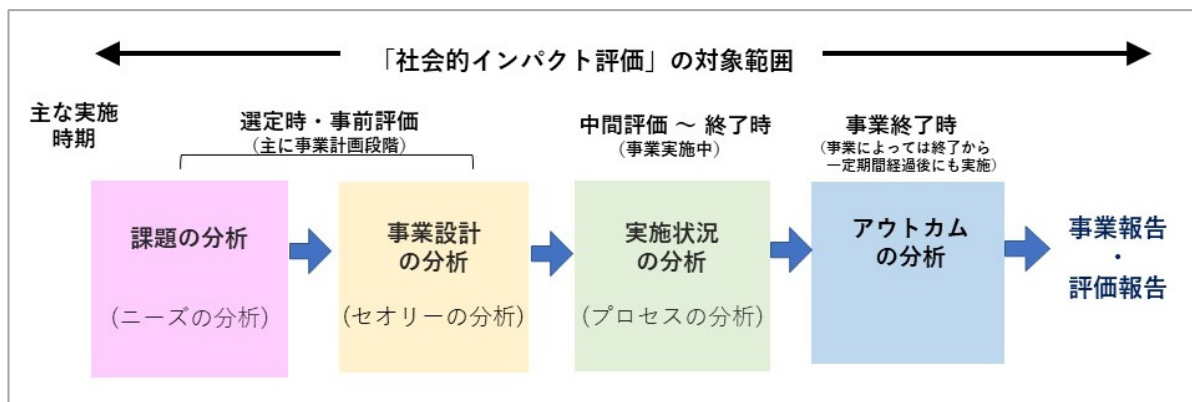 「社会的インパクト評価」の対象範囲
主な実施
時期
選定時・事前評価
(主に事業計画段階)
中間評価 ～ 終了時
(事業実施中)
事業終了時
(事業によっては終了から
一定期間経過後にも実施)
課題の分析
(ニーズの分析)
事業設計
の分析
(セオリーの分析)
実施状況
の分析
(プロセスの分析)
アウトカム
の分析
事業報告
・
評価報告